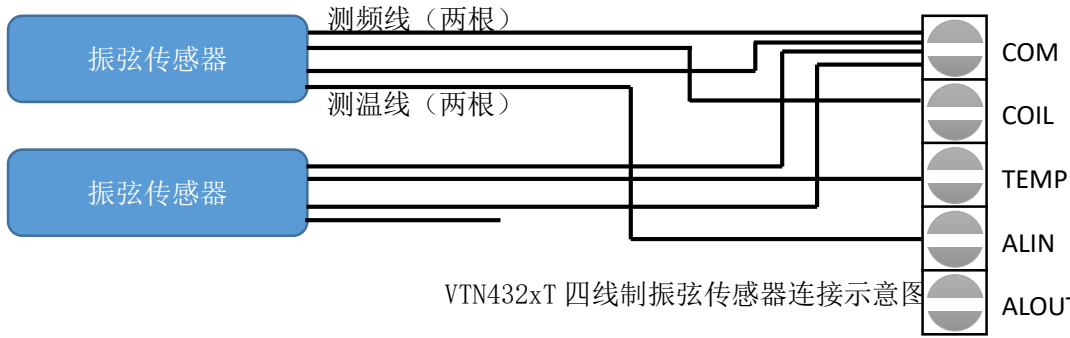 测频线（两根）
振弦传感器
测温线（两根）
振弦传感器
COM
COIL
TEMP
ALIN
VTN432xT 四线制振弦传感器连接示意图
ALOUT